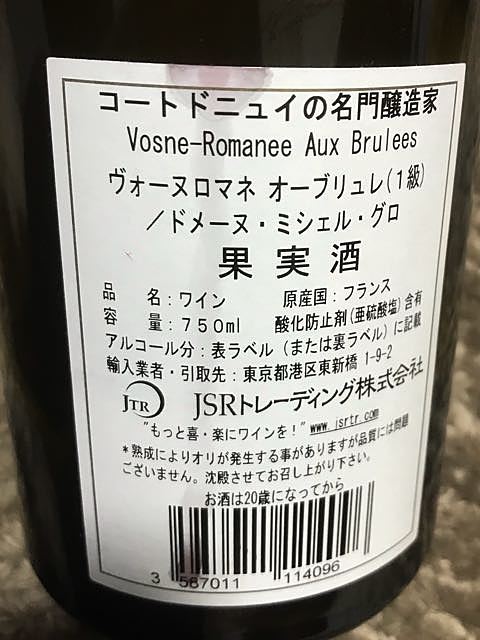 コートドニュイの名門醸造家
Vosne-Romanee Aux Brulees
ヴォーヌロマネ オーブリュレ(1級)
／ドメーヌ・ミシェル・グロ
果実酒
品 名：ワイン 原産国：フランス
容 量：750ml 酸化防止剤(亜硫酸塩)含有
アルコール分：表ラベル(または裏ラベル)に記載
輸入業者・引取先：東京都港区東新橋 1-9-2
JTR JSRトレーディング株式会社
"もっと喜・楽にワインを！" www.jsrtr.com
*熟成によりオリが発生する事がありますが品質には問題
ございません。沈殿させてお召し上がり下さい。
お酒は20歳になってから
3 587011 114096